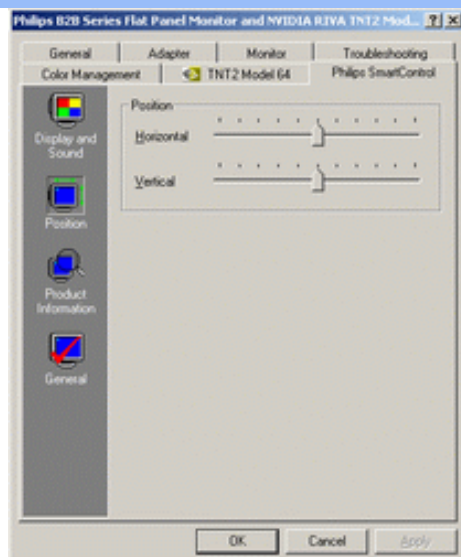 Philips B2B Series Flat Panel Monitor and NVIDIA RIVA TNT2 Mod...
General Adapter Monitor Troubleshooting
Color Management TNT2 Model 64 Philips SmartControl
Display and
Sound
Position
Product
Information
General
Position
Horizontal
Vertical
OK Cancel Apply